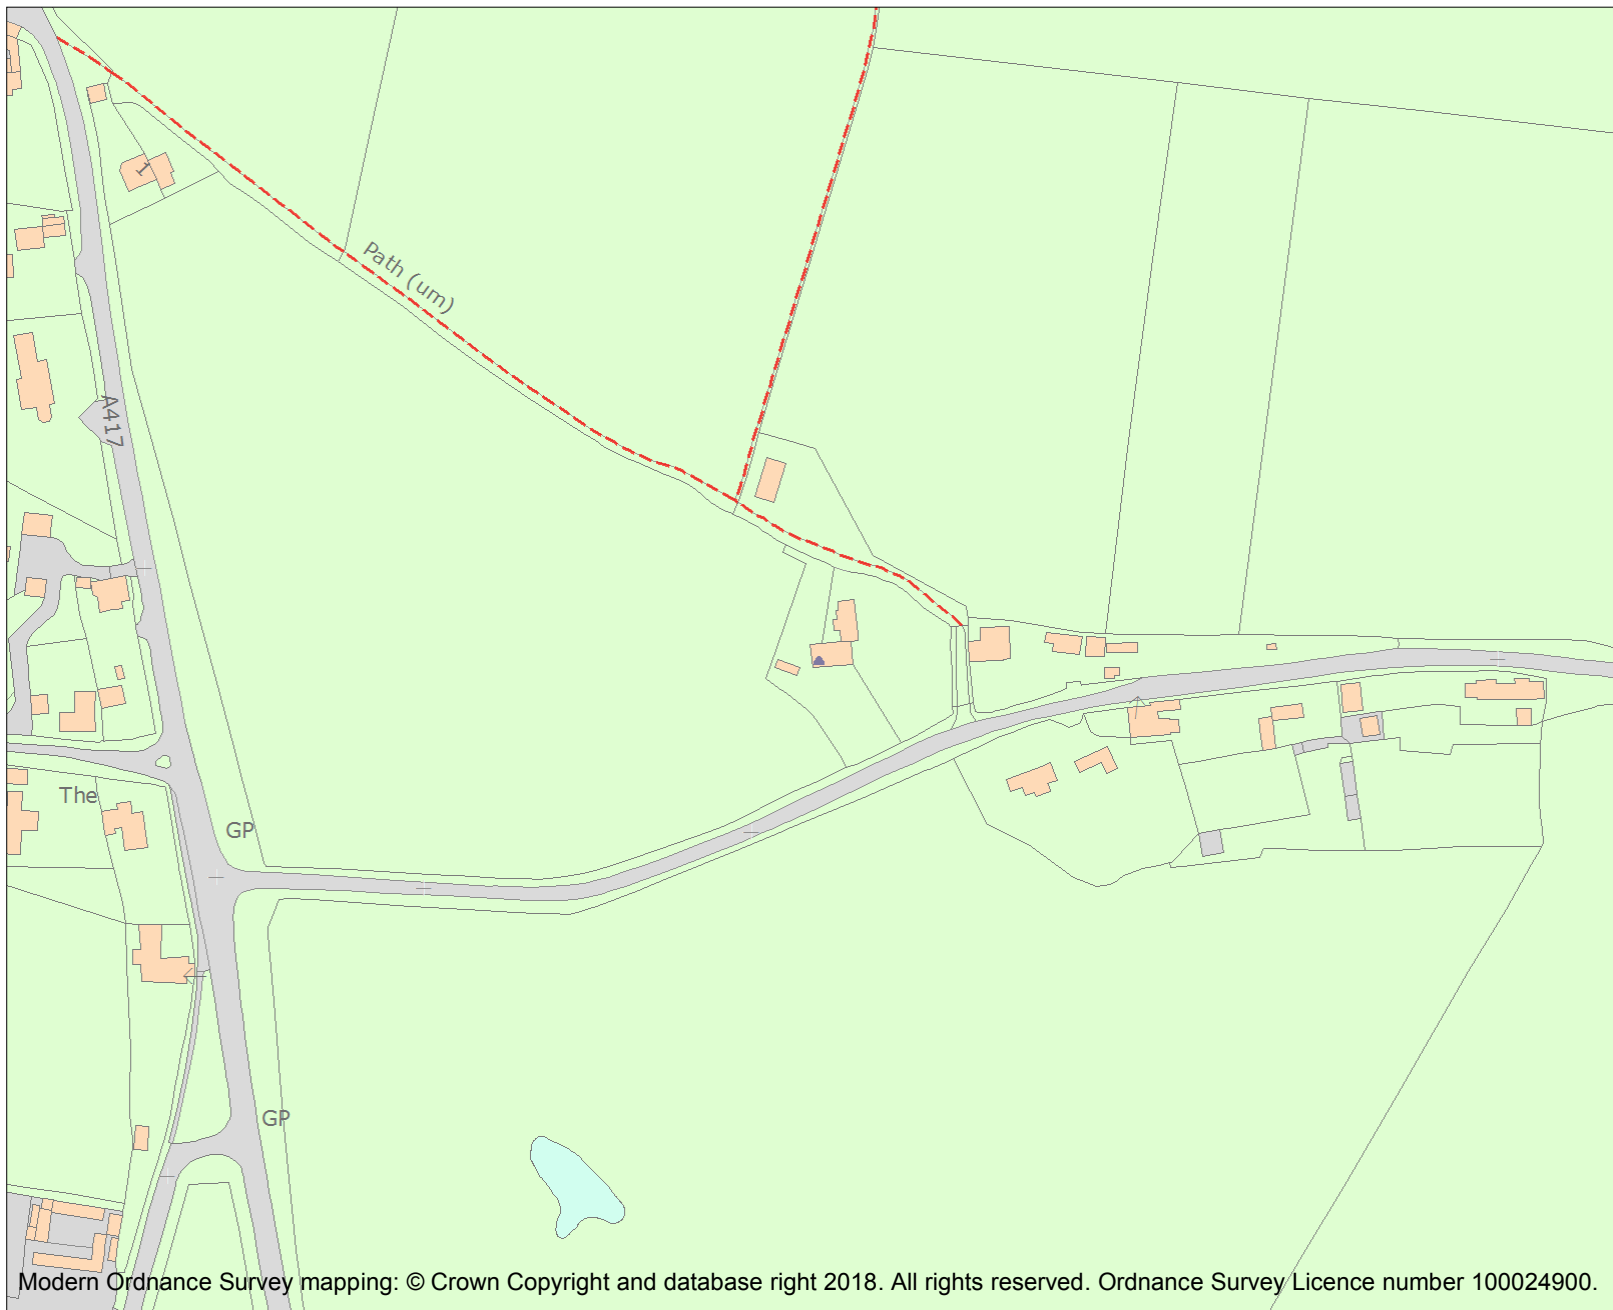 1
Path (um)
A417
The
GP
GP
Modern Ordnance Survey mapping: © Crown Copyright and database right 2018. All rights reserved. Ordnance Survey Licence number 100024900.